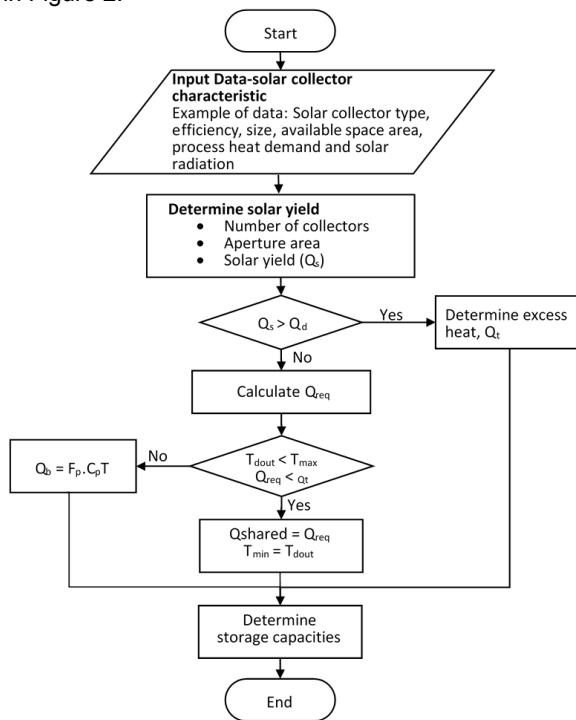 in Figure 2.
Start
Input Data-solar collector
characteristic
Example of data: Solar collector type,
efficiency, size, available space area,
process heat demand and solar
radiation
Determine solar yield
• Number of collectors
• Aperture area
• Solar yield (Qs)
Qs > Qd
Yes
Determine excess
heat, Qt
No
Calculate Qreq
Tdout < Tmax
Qreq < Qt
No
Qb = Fp.CpT
Yes
Qshared = Qreq
Tmin = Tdout
Determine
storage capacities
End